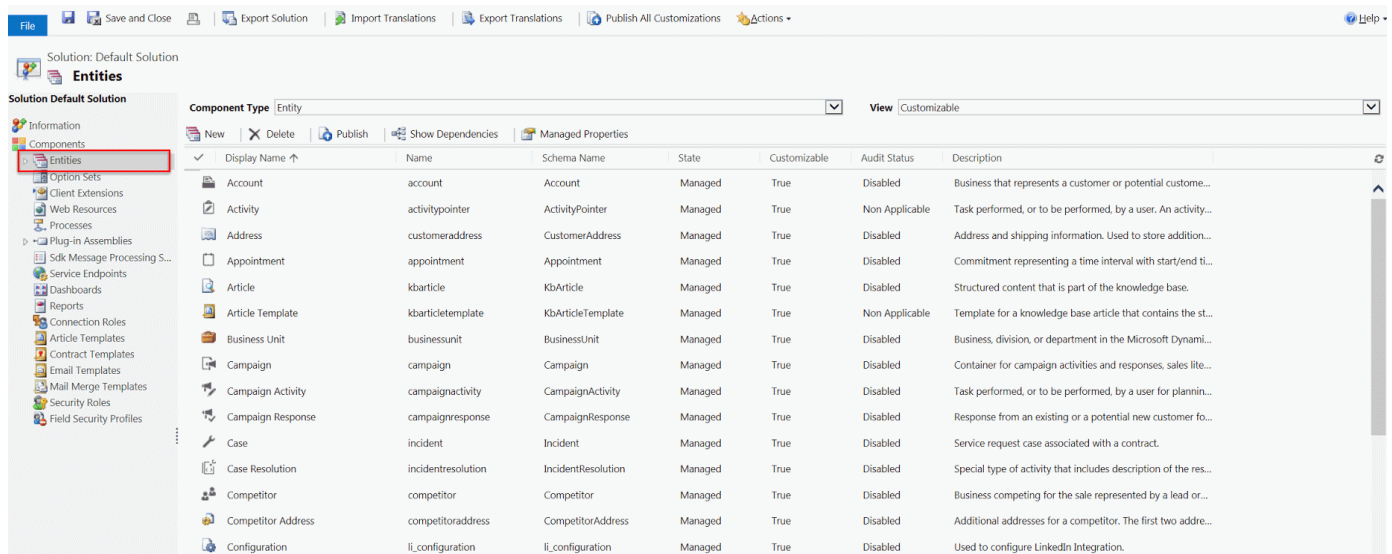 File Save and Close Export Solution Import Translations Export Translations Publish All Customizations Actions Help
Solution: Default Solution
Entities
Solution Default Solution
Information
Components
Entities
Option Sets
Client Extensions
Web Resources
Processes
Plug-in Assemblies
Sdk Message Processing S...
Service Endpoints
Dashboards
Reports
Connection Roles
Article Templates
Contract Templates
Email Templates
Mail Merge Templates
Security Roles
Field Security Profiles
Component Type Entity View Customizable
New Delete Publish Show Dependencies Managed Properties
Display Name Name Schema Name State Customizable Audit Status Description
Account account Account Managed True Disabled Business that represents a customer or potential custome...
Activity activitypointer ActivityPointer Managed True Non Applicable Task performed, or to be performed, by a user. An activity...
Address customeraddress CustomerAddress Managed True Disabled Address and shipping information. Used to store addition...
Appointment appointment Appointment Managed True Disabled Commitment representing a time interval with start/end ti...
Article kbarticle KbArticle Managed True Disabled Structured content that is part of the knowledge base.
Article Template kbarticletemplate KbArticleTemplate Managed True Non Applicable Template for a knowledge base article that contains the st...
Business Unit businessunit BusinessUnit Managed True Disabled Business, division, or department in the Microsoft Dynami...
Campaign campaign Campaign Managed True Disabled Container for campaign activities and responses, sales lite...
Campaign Activity campaignactivity CampaignActivity Managed True Disabled Task performed, or to be performed, by a user for plannin...
Campaign Response campaignresponse CampaignResponse Managed True Disabled Response from an existing or a potential new customer fo...
Case incident Incident Managed True Disabled Service request case associated with a contract.
Case Resolution incidentresolution IncidentResolution Managed True Disabled Special type of activity that includes description of the res...
Competitor competitor Competitor Managed True Disabled Business competing for the sale represented by a lead or...
Competitor Address competitoraddress CompetitorAddress Managed True Disabled Additional addresses for a competitor. The first two addre...
Configuration li_configuration li_configuration Managed True Disabled Used to configure LinkedIn Integration.